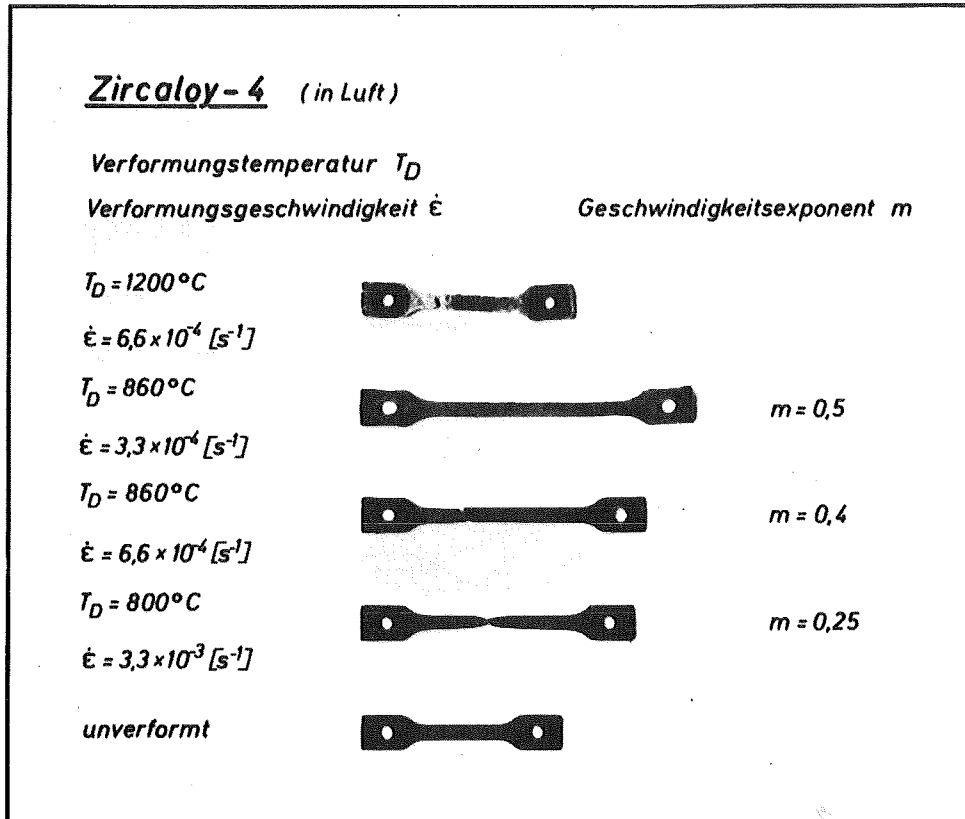 Zircaloy-4 (in Luft)
Verformungstemperatur T_D
Verformungsgeschwindigkeit ε̇ Geschwindigkeitsexponent m
T_D = 1200°C
ε̇ = 6,6 × 10⁻⁴ [s⁻¹]
T_D = 860°C
m = 0,5
ε̇ = 3,3 × 10⁻⁴ [s⁻¹]
T_D = 860°C
m = 0,4
ε̇ = 6,6 × 10⁻⁴ [s⁻¹]
T_D = 800°C
m = 0,25
ε̇ = 3,3 × 10⁻³ [s⁻¹]
unverformt